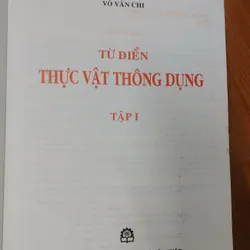 VÕ VĂN CHI
TỪ ĐIỂN
THỰC VẬT THÔNG DỤNG
TẬP I